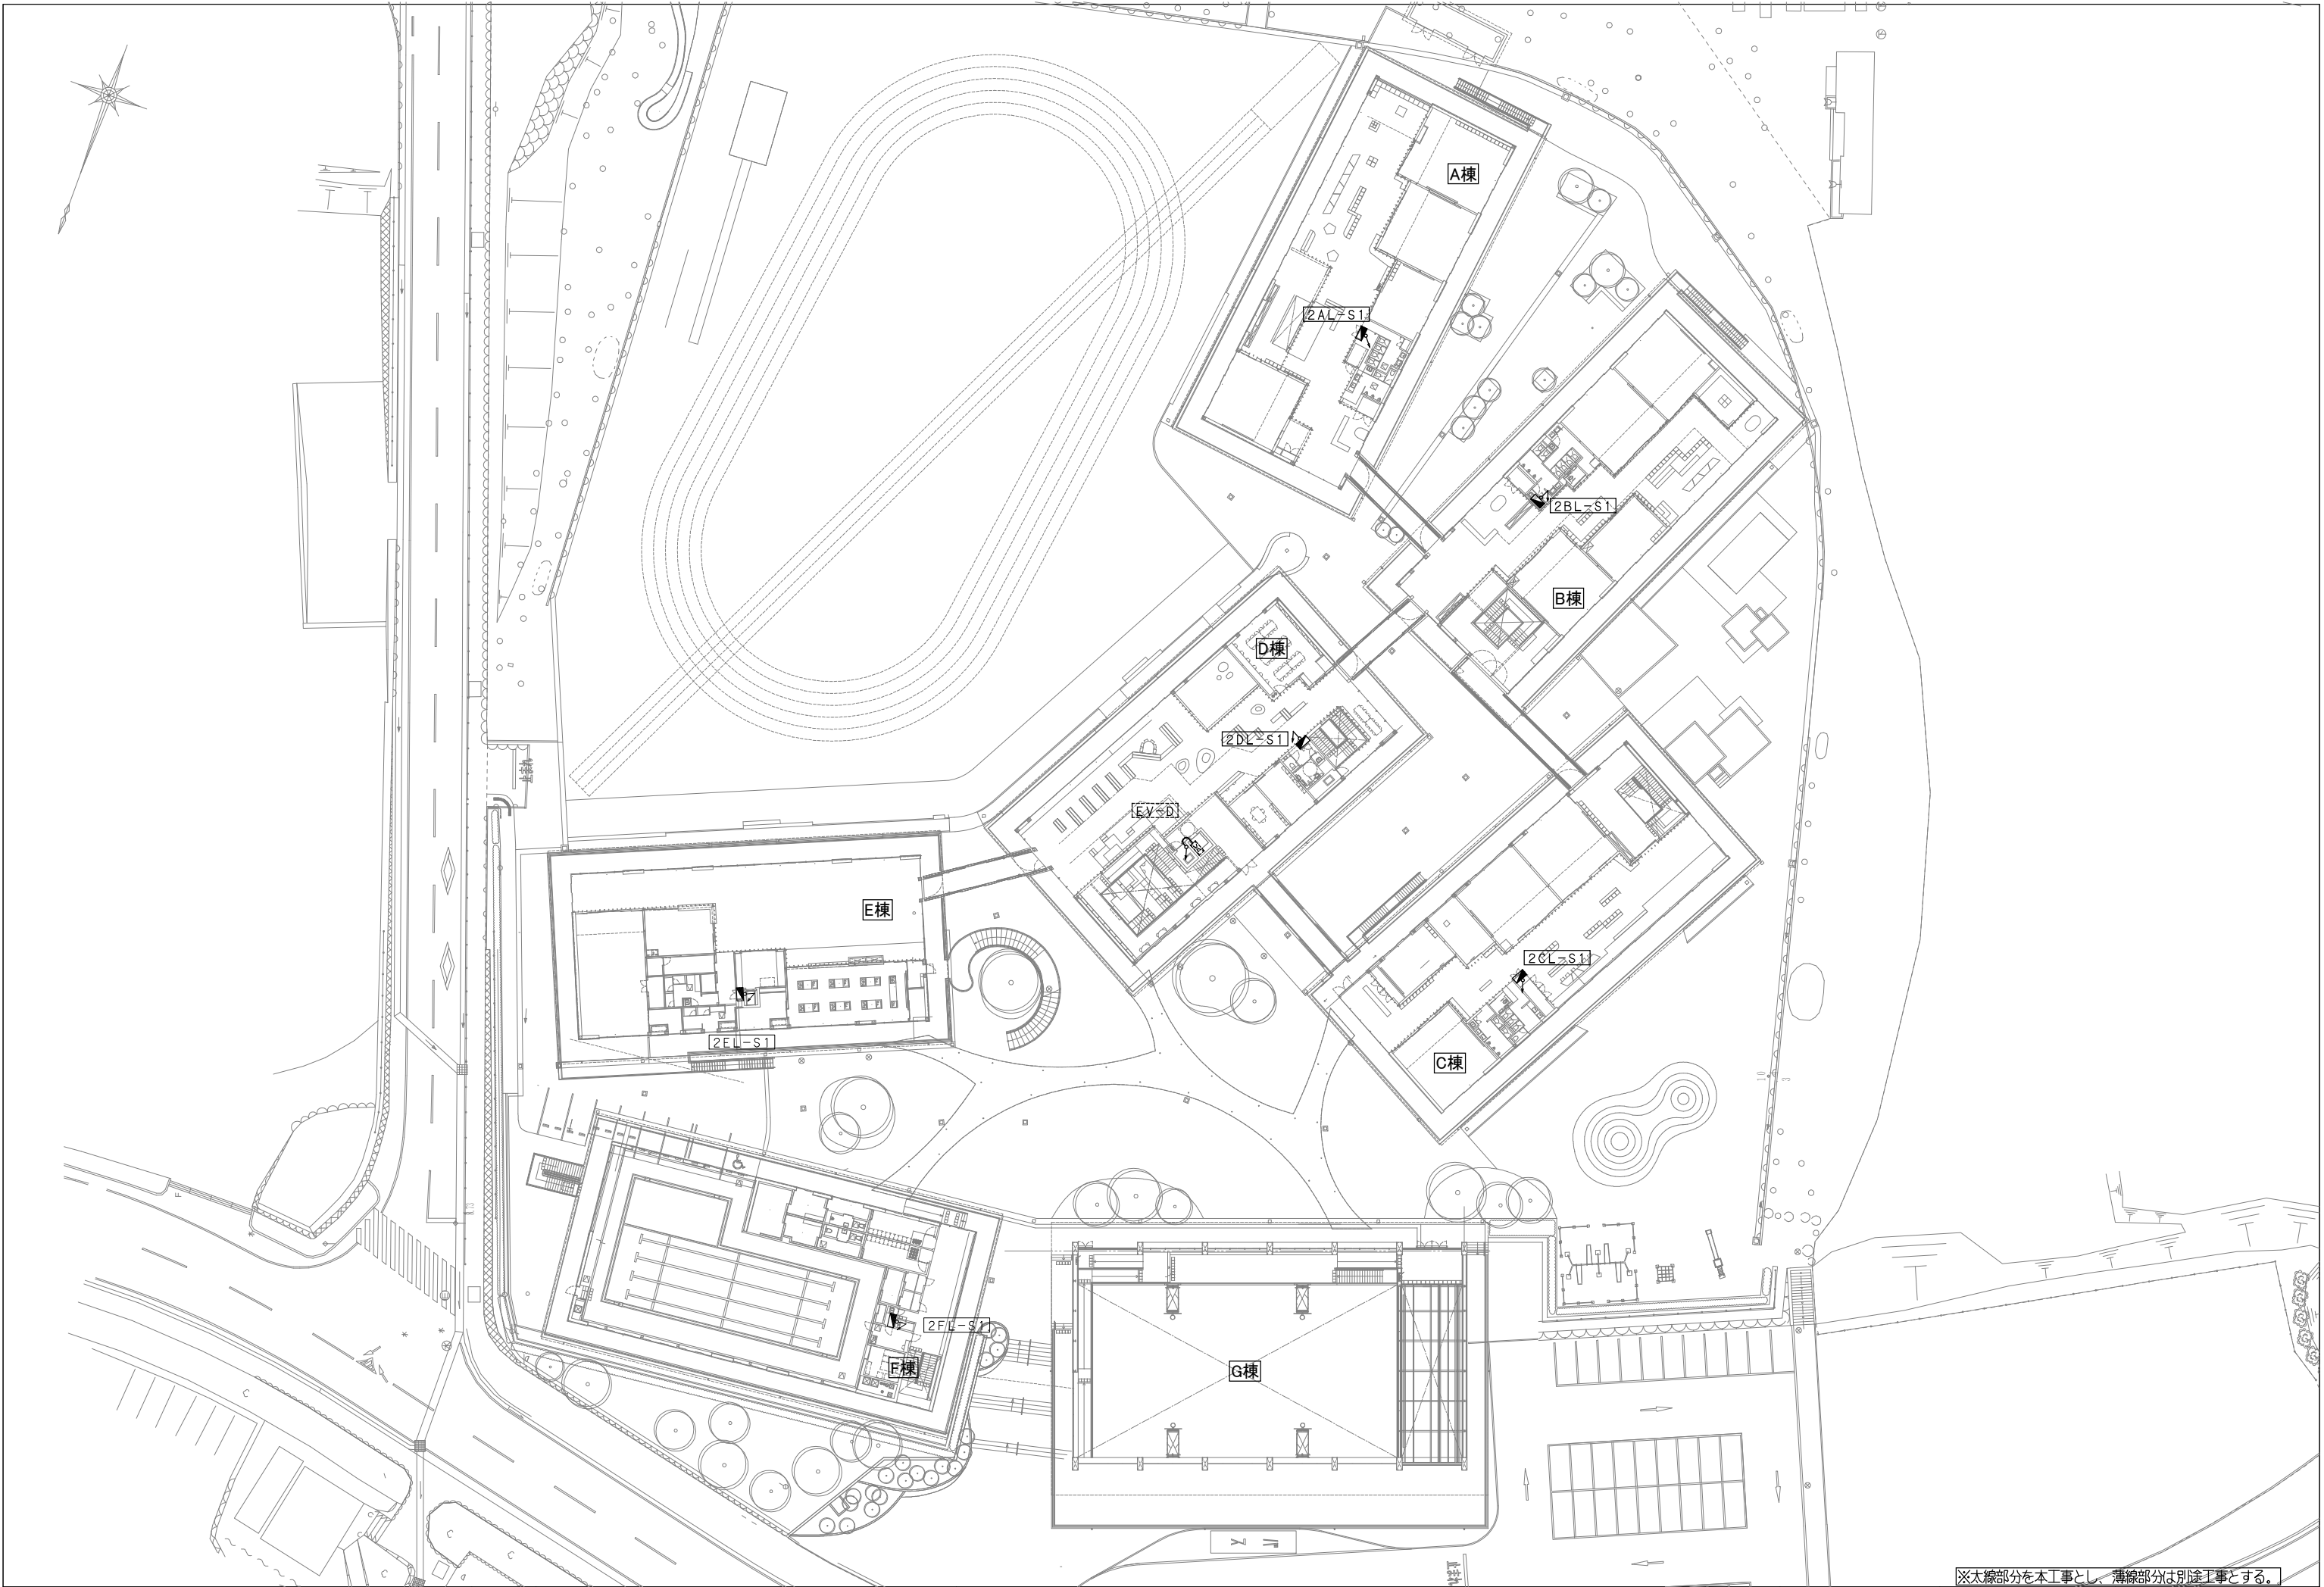 A棟
2AL-S1
2BL-S1
B棟
D棟
2DL-S1
EV-D
E棟
2CL-S1
2EL-S1
C棟
2FL-S1
F棟
G棟
※太線部分を本工事とし、薄線部分は別途工事とする。